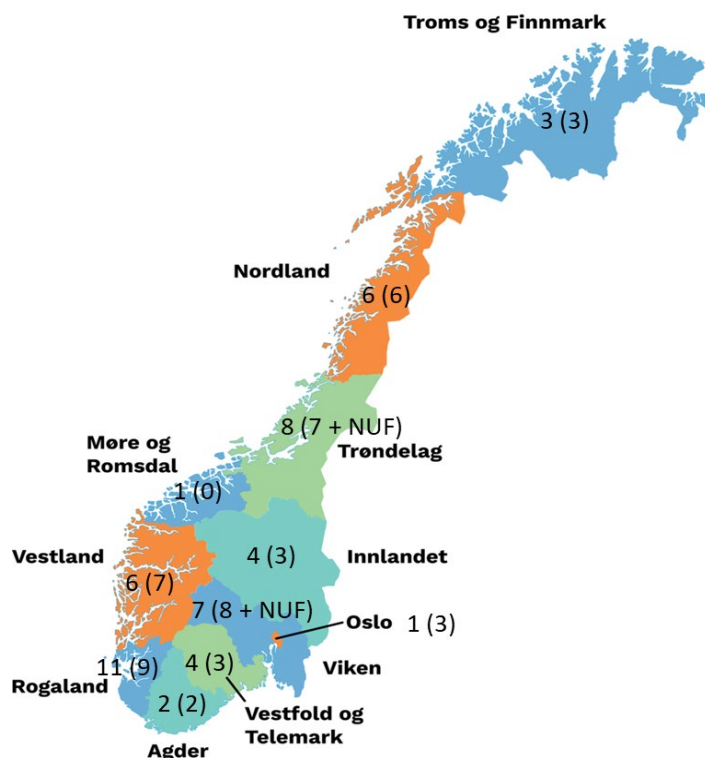 Troms og Finnmark
3 (3)
Nordland
6 (6)
8 (7 + NUF)
Trøndelag
Møre og
Romsdal
1 (0)
Vestland
6 (7)
4 (3)
Innlandet
7 (8 + NUF)
Oslo
1 (3)
Viken
11 (9)
Rogaland
4 (3)
2 (2)
Vestfold og
Telemark
Agder